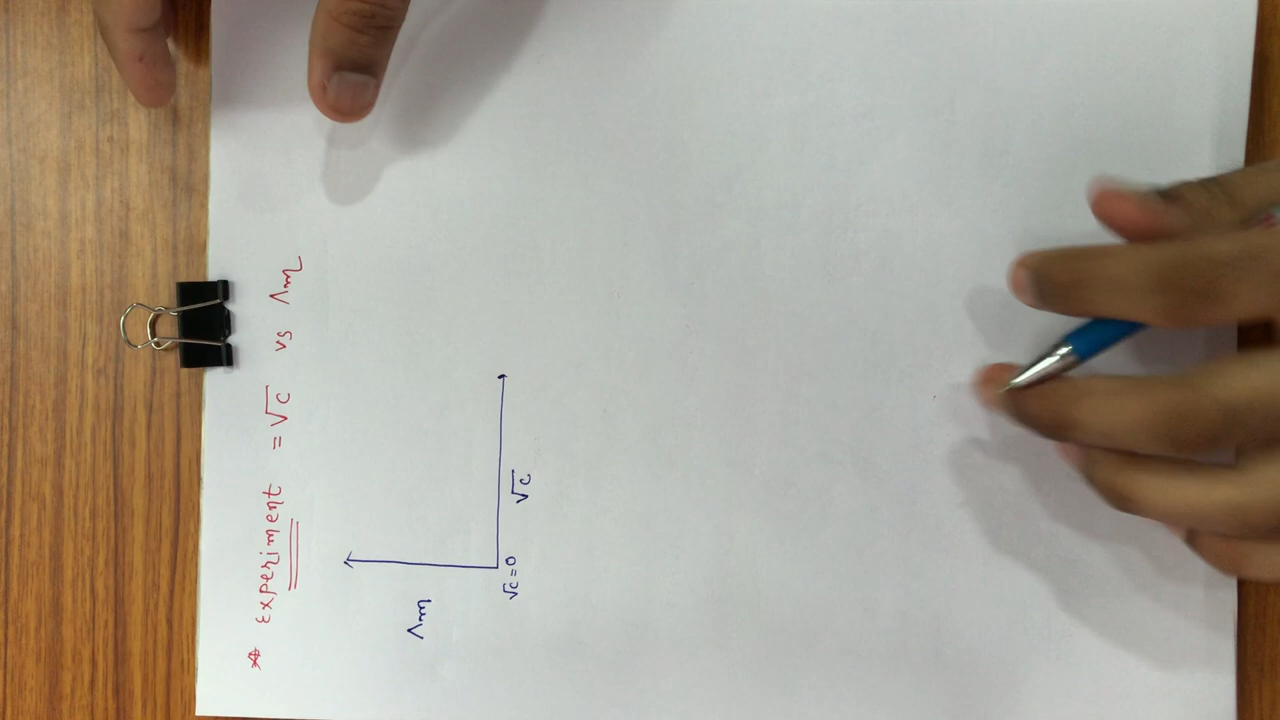 * Experiment = √C vs Λm
Λm
√C
√C = 0